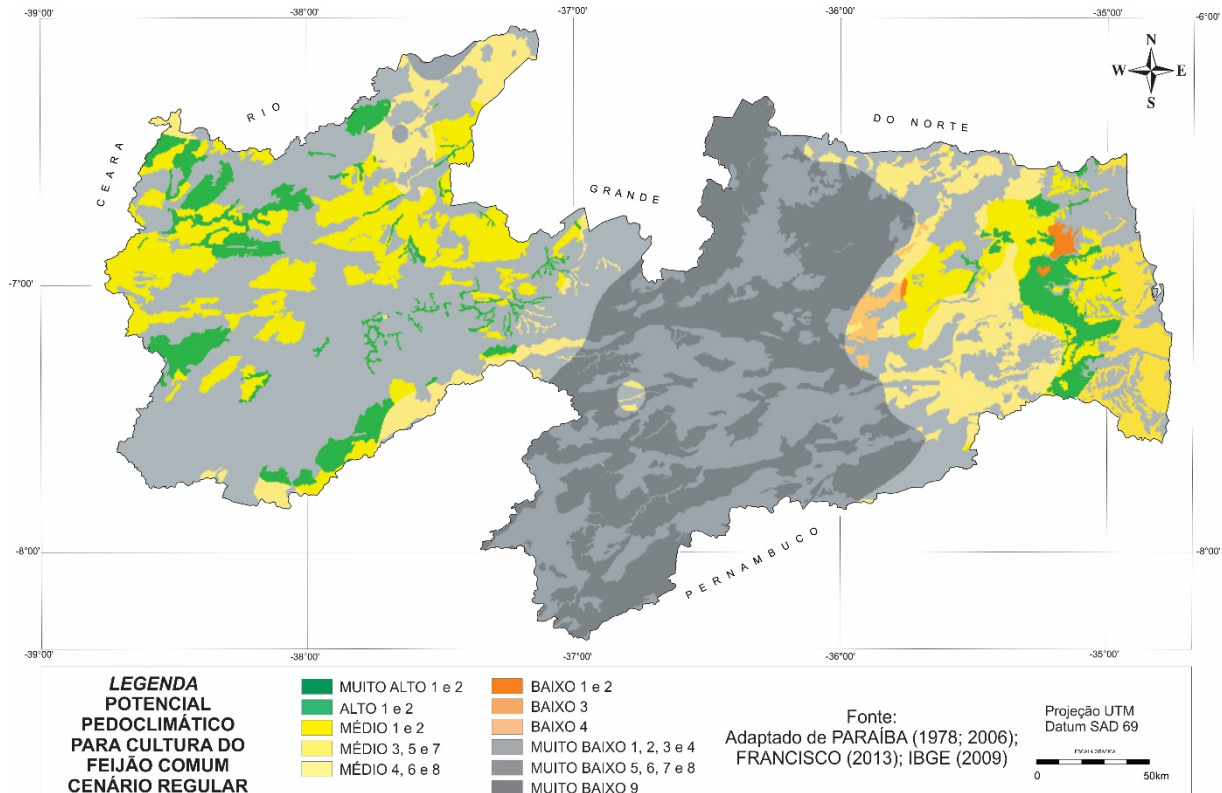 -39°00'
-38°00'
-37°00'
-36°00'
-35°00'
-6°00'
N
W E
S
RIO
DO NORTE
CEARA
GRANDE
-7°00'
-7°00'
-8°00'
-8°00'
PERNAMBUCO
-39°00'
-38°00'
-37°00'
-36°00'
-35°00'
LEGENDA
POTENCIAL
PEDOCLIMÁTICO
PARA CULTURA DO
FEIJÃO COMUM
CENÁRIO REGULAR
MUITO ALTO 1 e 2
ALTO 1 e 2
MÉDIO 1 e 2
MÉDIO 3, 5 e 7
MÉDIO 4, 6 e 8
BAIXO 1 e 2
BAIXO 3
BAIXO 4
MUITO BAIXO 1, 2, 3 e 4
MUITO BAIXO 5, 6, 7 e 8
MUITO BAIXO 9
Fonte:
Adaptado de PARAÍBA (1978; 2006);
FRANCISCO (2013); IBGE (2009)
Projeção UTM
Datum SAD 69
ESCALA GRÁFICA
0 50km